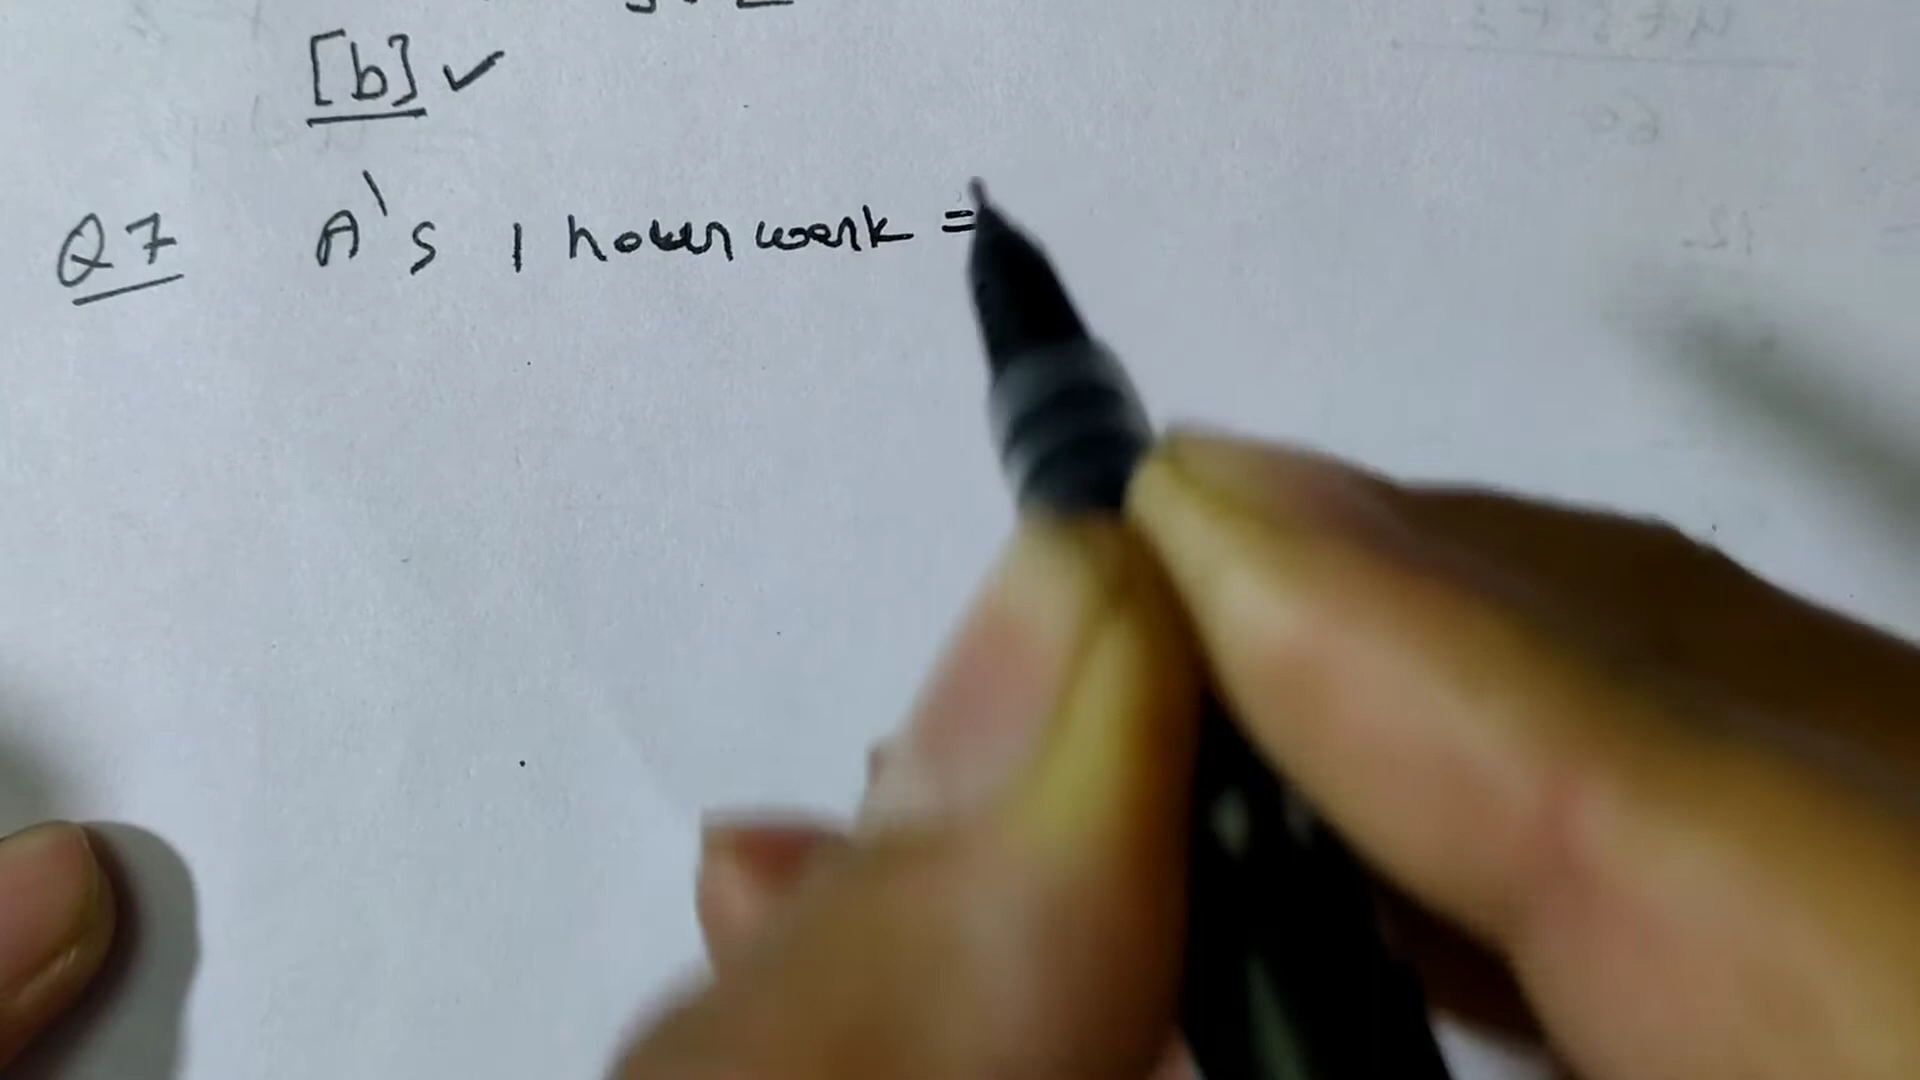 [b] ✓
Q7 A's 1 hour work =